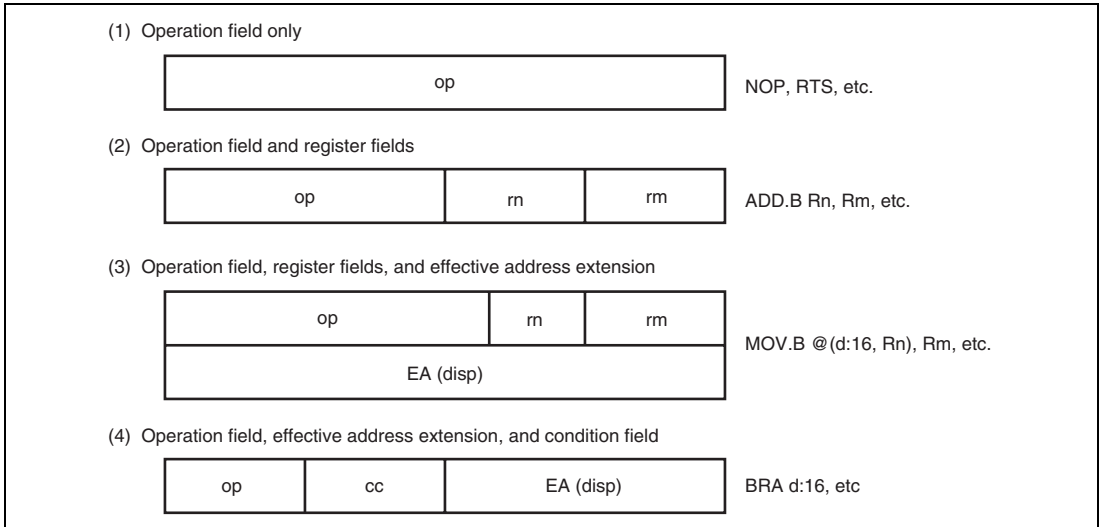 (1) Operation field only
op
NOP, RTS, etc.
(2) Operation field and register fields
op rn rm
ADD.B Rn, Rm, etc.
(3) Operation field, register fields, and effective address extension
op rn rm
MOV.B @(d:16, Rn), Rm, etc.
EA (disp)
(4) Operation field, effective address extension, and condition field
op cc EA (disp)
BRA d:16, etc